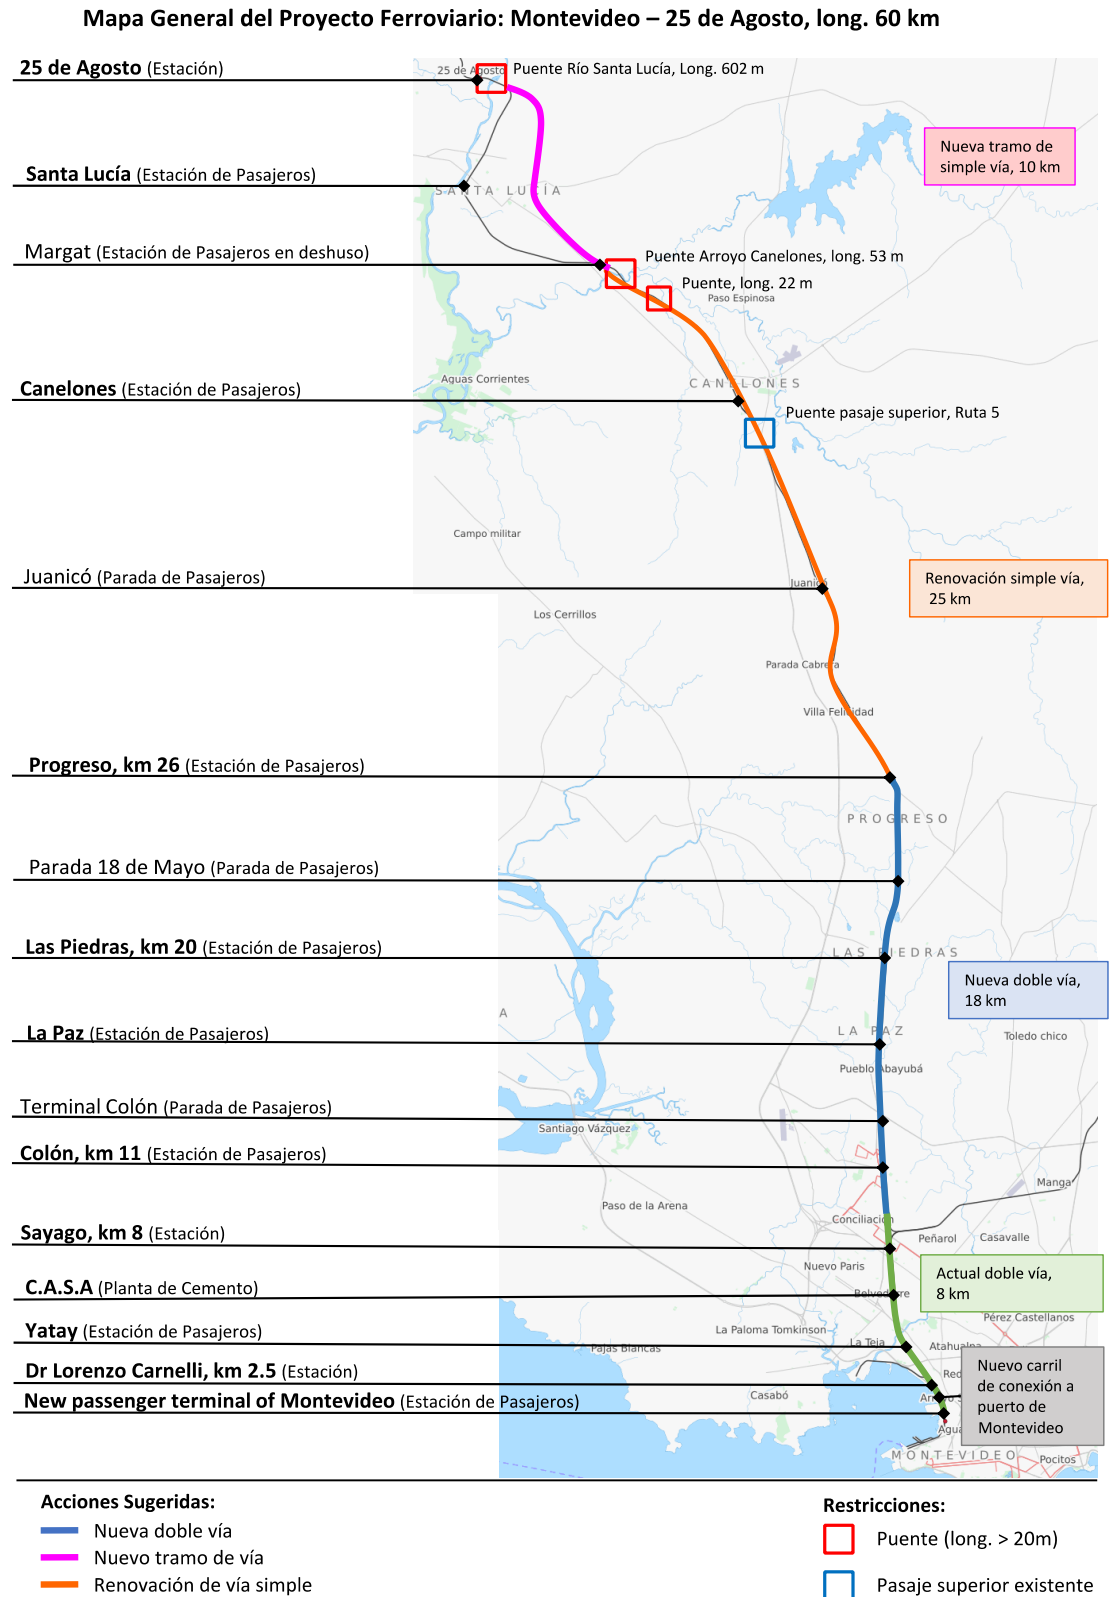 Mapa General del Proyecto Ferroviario: Montevideo – 25 de Agosto, long. 60 km
25 de Agosto (Estación)
25 de Agosto
Puente Río Santa Lucía, Long. 602 m
Nueva tramo de
simple vía, 10 km
Santa Lucía (Estación de Pasajeros)
SANTA LUCÍA
Margat (Estación de Pasajeros en deshuso)
Puente Arroyo Canelones, long. 53 m
Puente, long. 22 m
Paso Espinosa
Aguas Corrientes
CANELONES
Canelones (Estación de Pasajeros)
Puente pasaje superior, Ruta 5
Campo militar
Juanicó (Parada de Pasajeros)
Juanicó
Renovación simple vía,
25 km
Los Cerrillos
Parada Cabrera
Villa Felicidad
Progreso, km 26 (Estación de Pasajeros)
PROGRESO
Parada 18 de Mayo (Parada de Pasajeros)
Las Piedras, km 20 (Estación de Pasajeros)
LAS PIEDRAS
Nueva doble vía,
18 km
A
La Paz (Estación de Pasajeros)
LA PAZ
Toledo chico
Pueblo Abayubá
Terminal Colón (Parada de Pasajeros)
Santiago Vázquez
Colón, km 11 (Estación de Pasajeros)
Manga
Paso de la Arena
Conciliación
Sayago, km 8 (Estación)
Peñarol
Casavalle
Nuevo Paris
Actual doble vía,
8 km
C.A.S.A (Planta de Cemento)
Belvedere
Pérez Castellanos
Yatay (Estación de Pasajeros)
La Paloma Tomkinson
La Teja
Atahualpa
Pajas Blancas
Nuevo carril
de conexión a
puerto de
Montevideo
Dr Lorenzo Carnelli, km 2.5 (Estación)
Red
Casabó
New passenger terminal of Montevideo (Estación de Pasajeros)
Agua
MONTEVIDEO
Pocitos
Acciones Sugeridas:
Nueva doble vía
Nuevo tramo de vía
Renovación de vía simple
Restricciones:
Puente (long. > 20m)
Pasaje superior existente